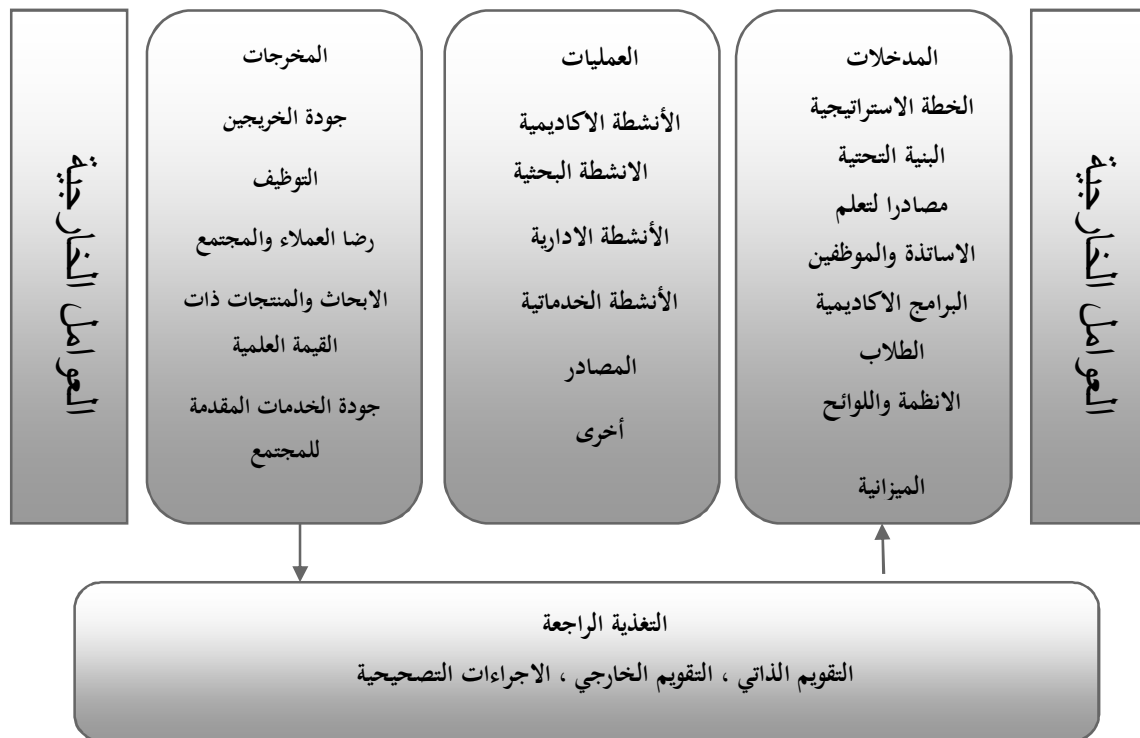 العوامل الخارجية
المدخلات
الخطة الاستراتيجية
البنية التحتية
مصادرا لتعلم
الاساتذة والموظفين
البرامج الاكاديمية
الطلاب
الانظمة واللوائح
الميزانية
العمليات
الأنشطة الاكاديمية
الانشطة البحثية
الأنشطة الادارية
الأنشطة الخدماتية
المصادر
أخرى
المخرجات
جودة الخريجين
التوظيف
رضا العملاء والمجتمع
الابحاث والمنتجات ذات
القيمة العلمية
جودة الخدمات المقدمة
للمجتمع
العوامل الخارجية
التغذية الراجعة
التقويم الذاتي ، التقويم الخارجي ، الاجراءات التصحيحية